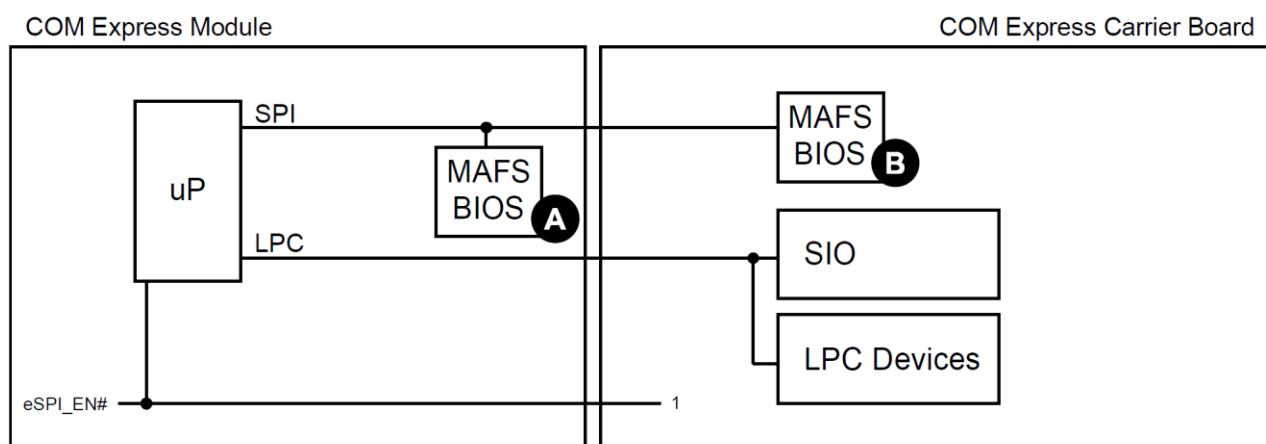 COM Express Module
COM Express Carrier Board
SPI
MAFS
BIOS
B
uP
MAFS
BIOS
A
LPC
SIO
LPC Devices
eSPI_EN#
1